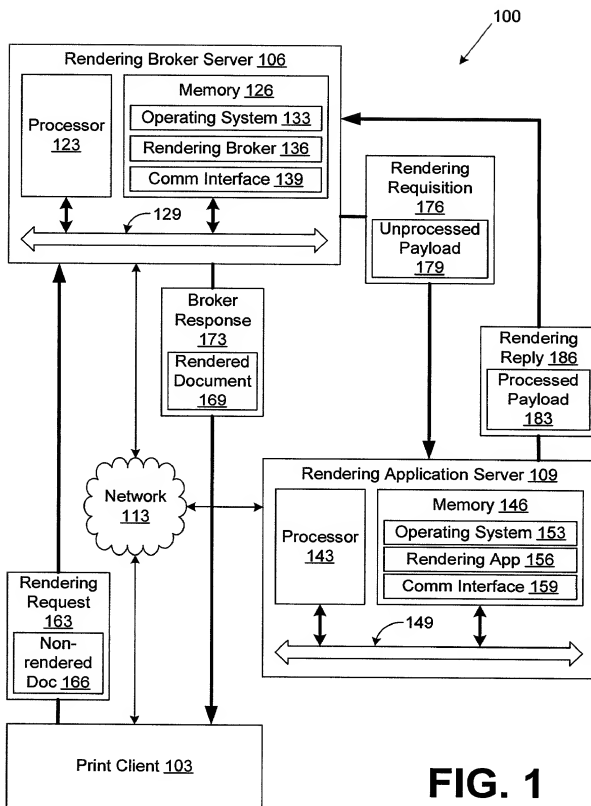 100
Rendering Broker Server 106
Processor
123
Memory 126
Operating System 133
Rendering Broker 136
Comm Interface 139
129
Rendering
Requisition
176
Unprocessed
Payload
179
Broker
Response
173
Rendered
Document
169
Rendering
Reply 186
Processed
Payload
183
Network
113
Rendering Application Server 109
Processor
143
Memory 146
Operating System 153
Rendering App 156
Comm Interface 159
149
Rendering
Request
163
Non-
rendered
Doc 166
Print Client 103
FIG. 1